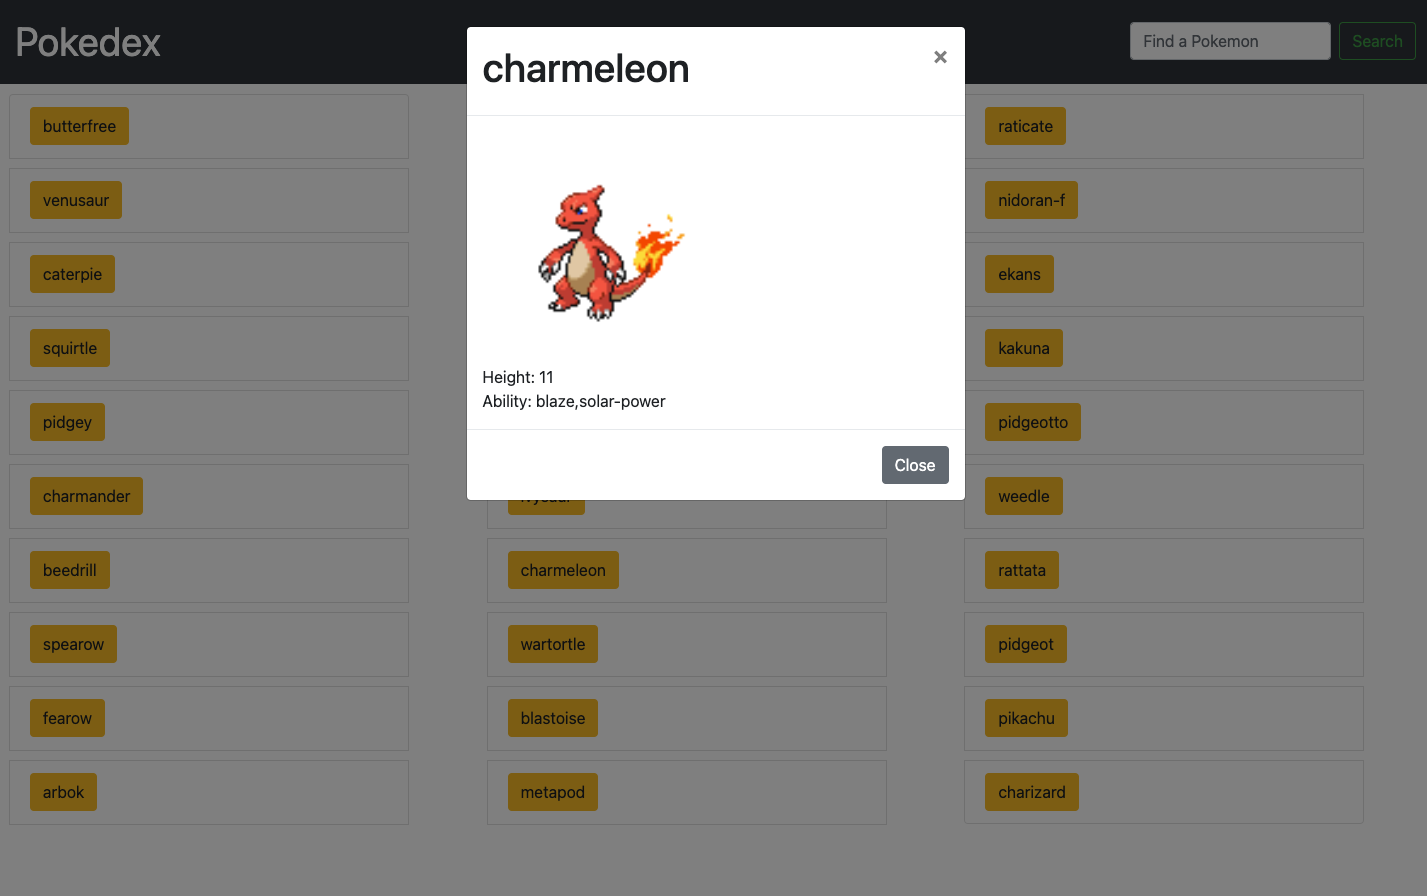 Pokedex
Find a Pokemon
Search
charmeleon
×
Height: 11
Ability: blaze,solar-power
Close
butterfree
venusaur
caterpie
squirtle
pidgey
charmander
beedrill
spearow
fearow
arbok
charmeleon
wartortle
blastoise
metapod
raticate
nidoran-f
ekans
kakuna
pidgeotto
weedle
rattata
pidgeot
pikachu
charizard